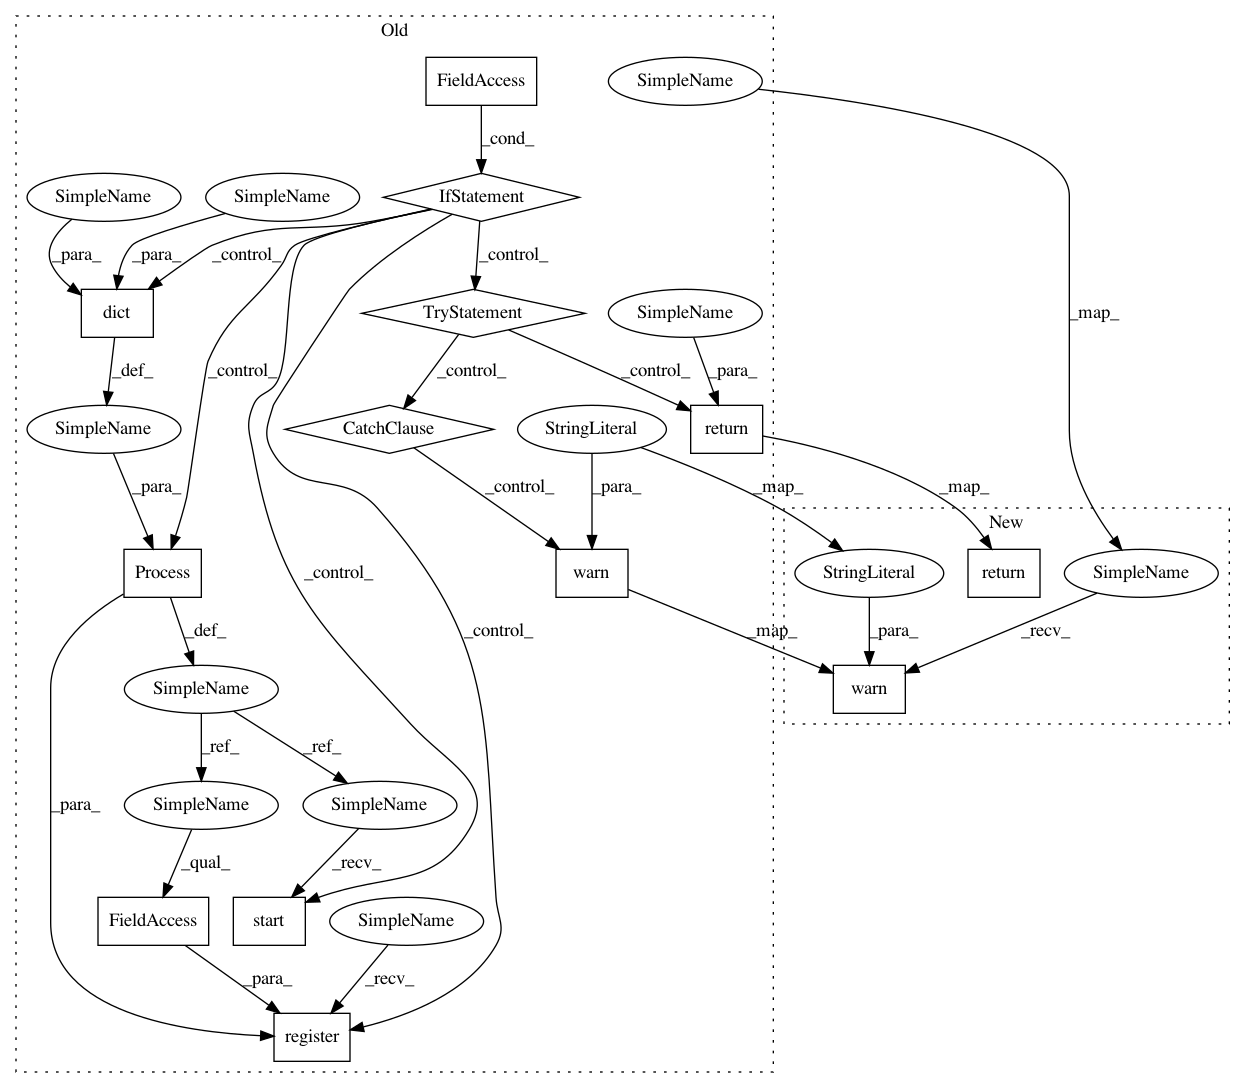 Old
FieldAccess
SimpleName
_cond_
SimpleName
SimpleName
IfStatement
_para_
_para_
_control_
_control_
dict
TryStatement
SimpleName
_map_
_def_
_control_
_control_
_control_
_para_
SimpleName
CatchClause
StringLiteral
return
_para_
_control_
_para_
_map_
_map_
New
Process
_control_
warn
StringLiteral
return
SimpleName
_def_
_control_
_map_
_para_
_recv_
SimpleName
warn
_ref_
_ref_
_para_
SimpleName
SimpleName
_qual_
_recv_
FieldAccess
start
SimpleName
_para_
_recv_
register